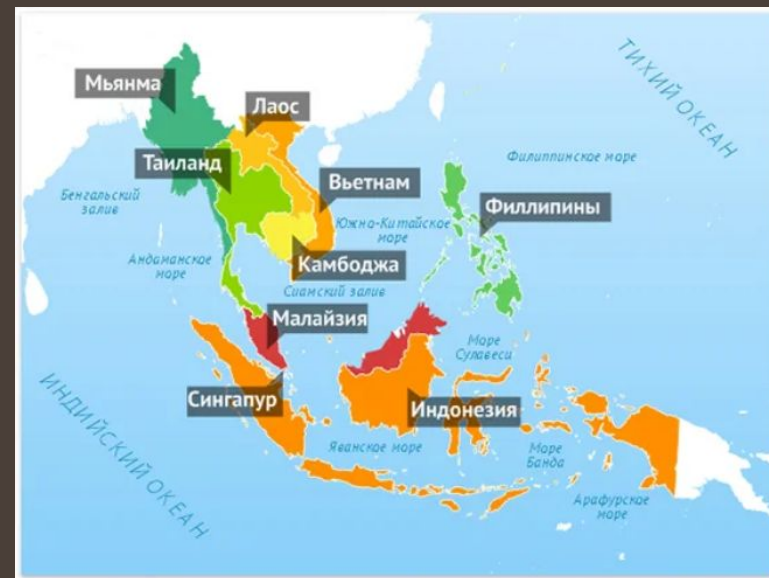 ТИХИЙ ОКЕАН
Мьянма
Лаос
Таиланд
Филиппинское море
Бенгальский
залив
Вьетнам
Филлипины
Южно-Китайское
море
Андаманское
море
Камбоджа
Сиамский залив
Малайзия
Море
Сулавеси
Сингапур
Индонезия
ИНДИЙСКИЙ ОКЕАН
Яванское море
Море
Банда
Арафурское
море